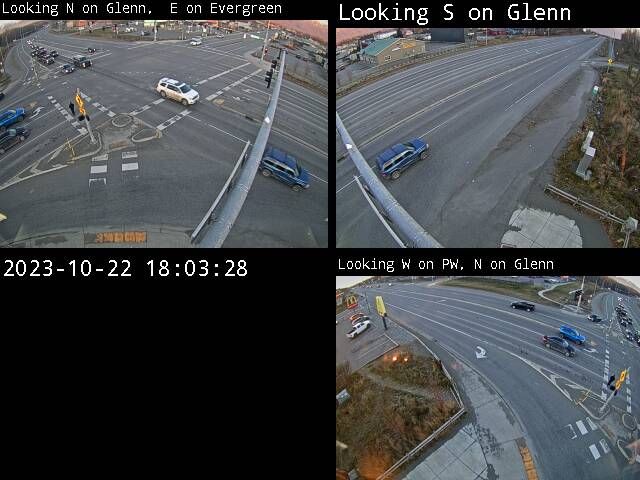 Looking N on Glenn,  E on Evergreen
Looking S on Glenn
2023-10-22 18:03:28
Looking W on PW, N on Glenn